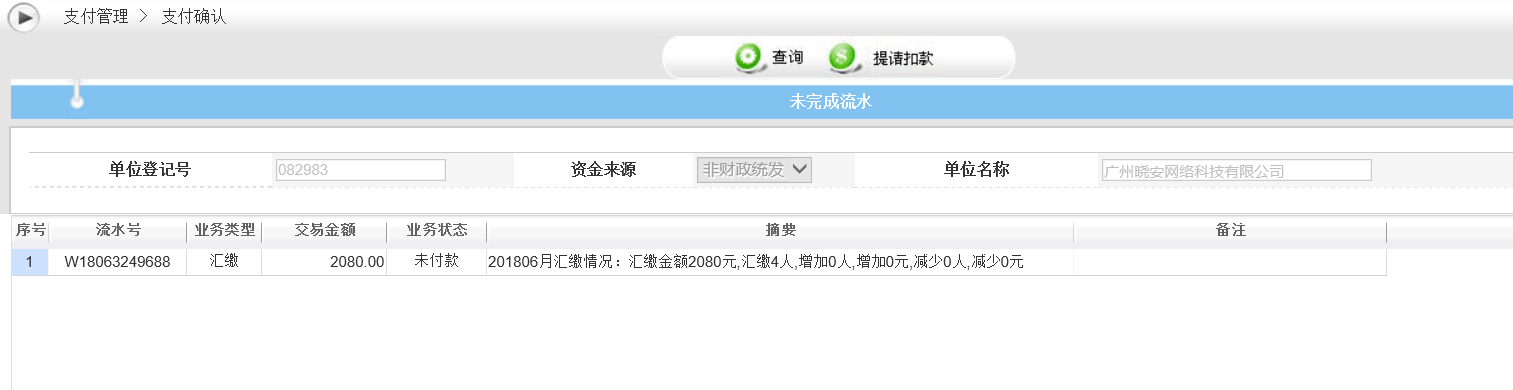 支付管理 > 支付确认
查询 提请扣款
未完成流水
单位登记号 082983 资金来源 非财政统发 单位名称 广州晓安网络科技有限公司
序号 流水号 业务类型 交易金额 业务状态 摘要 备注
1 W18063249688 汇缴 2080.00 未付款 201806月汇缴情况：汇缴金额2080元,汇缴4人,增加0人,增加0元,减少0人,减少0元